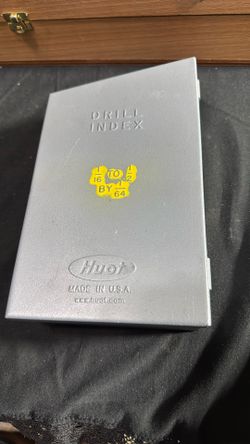 DRILL
INDEX
1/16 TO 1/2
BY 1/64
Huot
MADE IN U.S.A.
www.huot.com